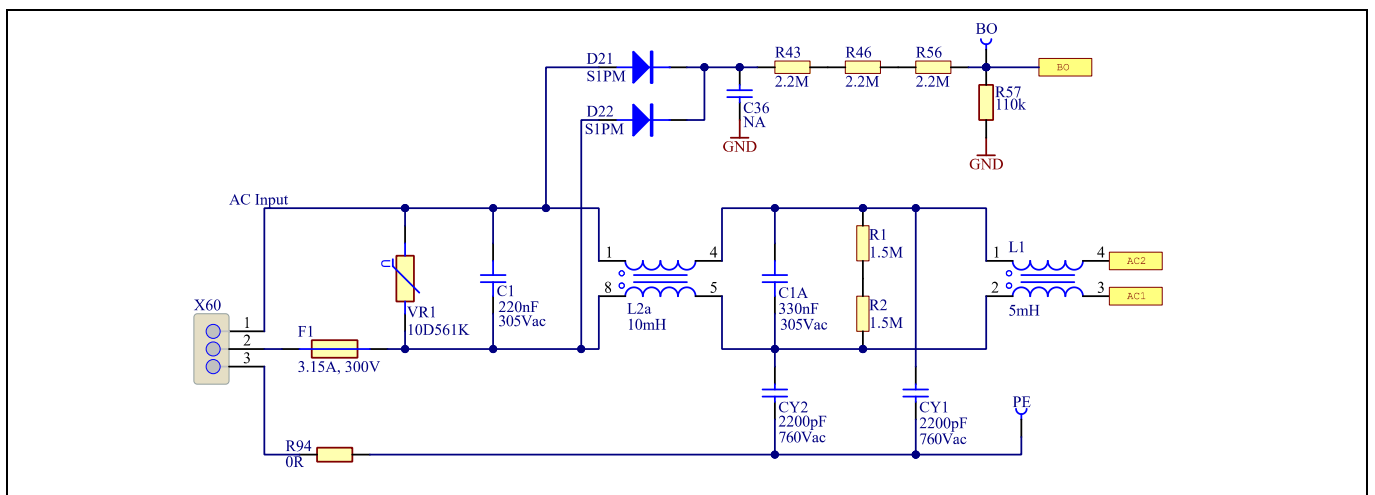 BO
D21
S1PM
R43
2.2M
R46
2.2M
R56
2.2M
BO
D22
S1PM
C36
NA
GND
R57
110k
GND
AC Input
1
4
8
5
L2a
10mH
R1
1.5M
R2
1.5M
L1
1
4
2
3
5mH
AC2
AC1
U
VR1
10D561K
C1
220nF
305Vac
C1A
330nF
305Vac
X60
1
2
3
F1
3.15A, 300V
CY2
2200pF
760Vac
CY1
2200pF
760Vac
PE
R94
0R